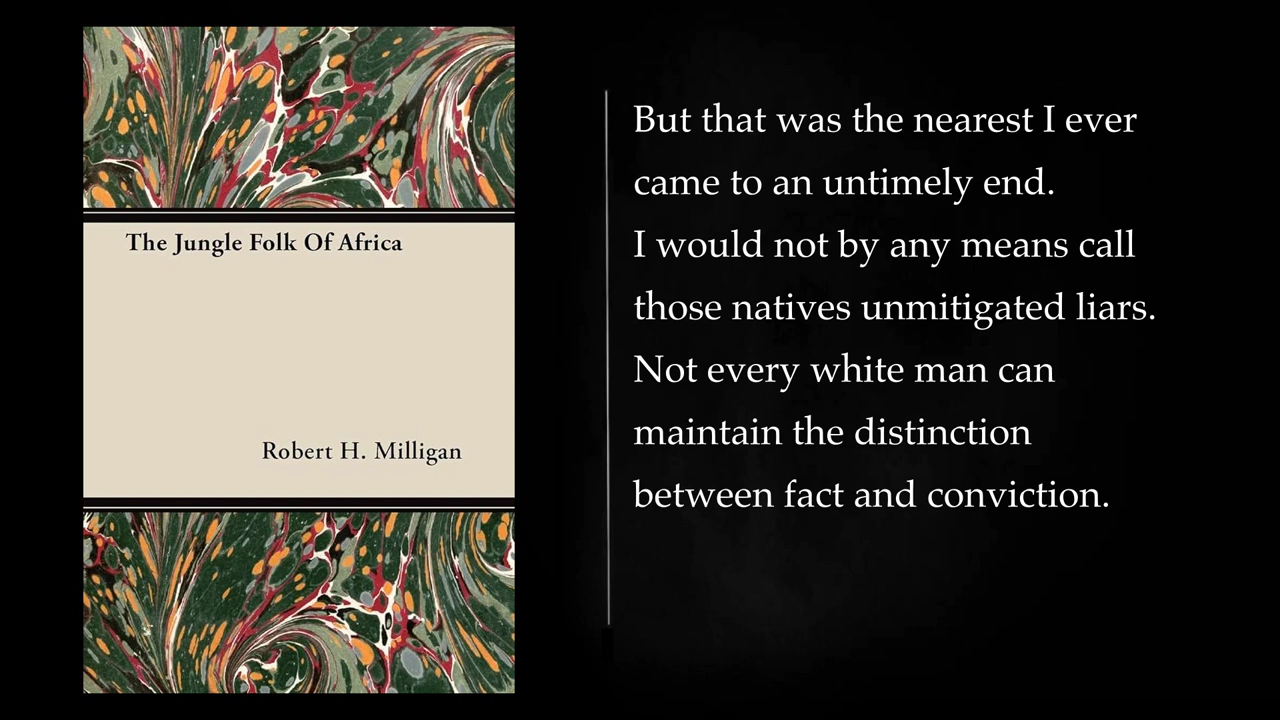 The Jungle Folk Of Africa
Robert H. Milligan
But that was the nearest I ever
came to an untimely end.
I would not by any means call
those natives unmitigated liars.
Not every white man can
maintain the distinction
between fact and conviction.